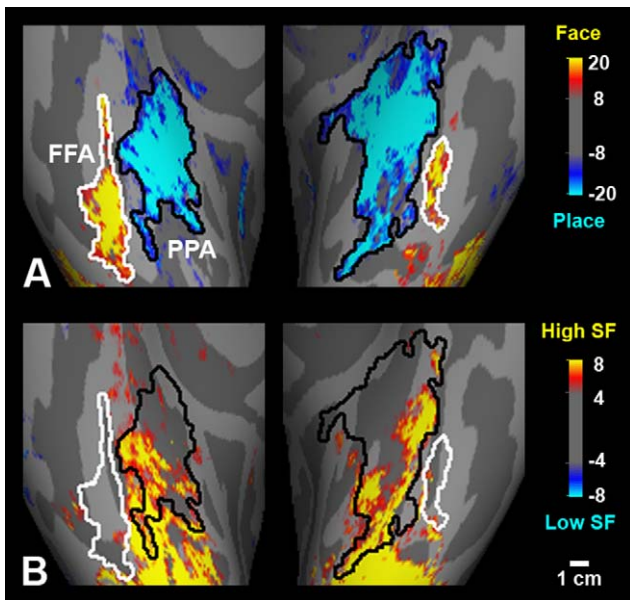 Face
20
8
-8
-20
Place
FFA
PPA
A
High SF
8
4
-4
-8
Low SF
B
1 cm